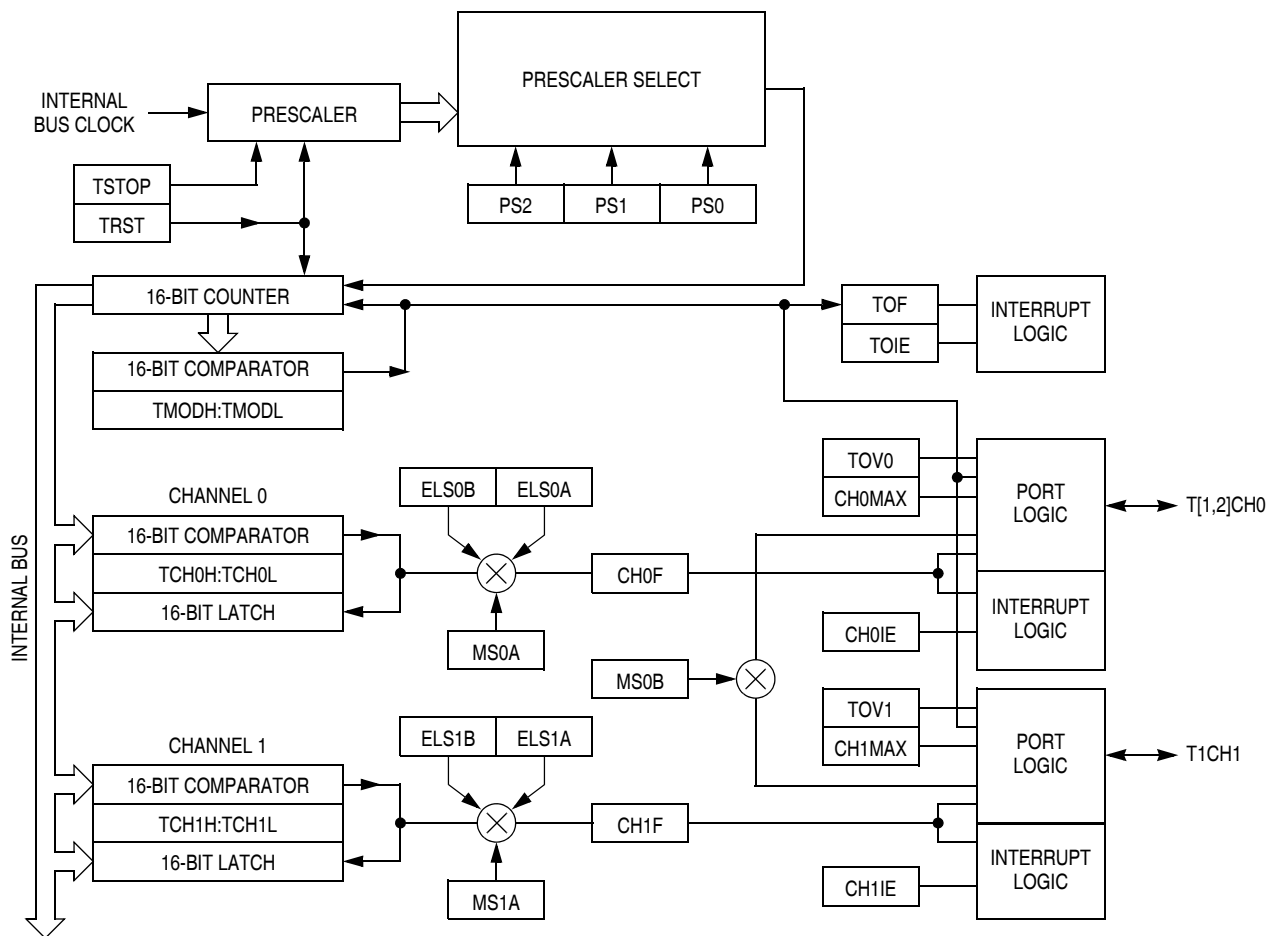 PRESCALER SELECT
INTERNAL
BUS CLOCK
PRESCALER
TSTOP
TRST
PS2
PS1
PS0
16-BIT COUNTER
16-BIT COMPARATOR
TMODH:TMODL
TOF
TOIE
INTERRUPT
LOGIC
INTERNAL BUS
CHANNEL 0
16-BIT COMPARATOR
TCH0H:TCH0L
16-BIT LATCH
ELS0B
ELS0A
MS0A
CH0F
TOV0
CH0MAX
PORT
LOGIC
T[1,2]CH0
CH0IE
INTERRUPT
LOGIC
MS0B
CHANNEL 1
16-BIT COMPARATOR
TCH1H:TCH1L
16-BIT LATCH
ELS1B
ELS1A
MS1A
CH1F
TOV1
CH1MAX
PORT
LOGIC
T1CH1
CH1IE
INTERRUPT
LOGIC